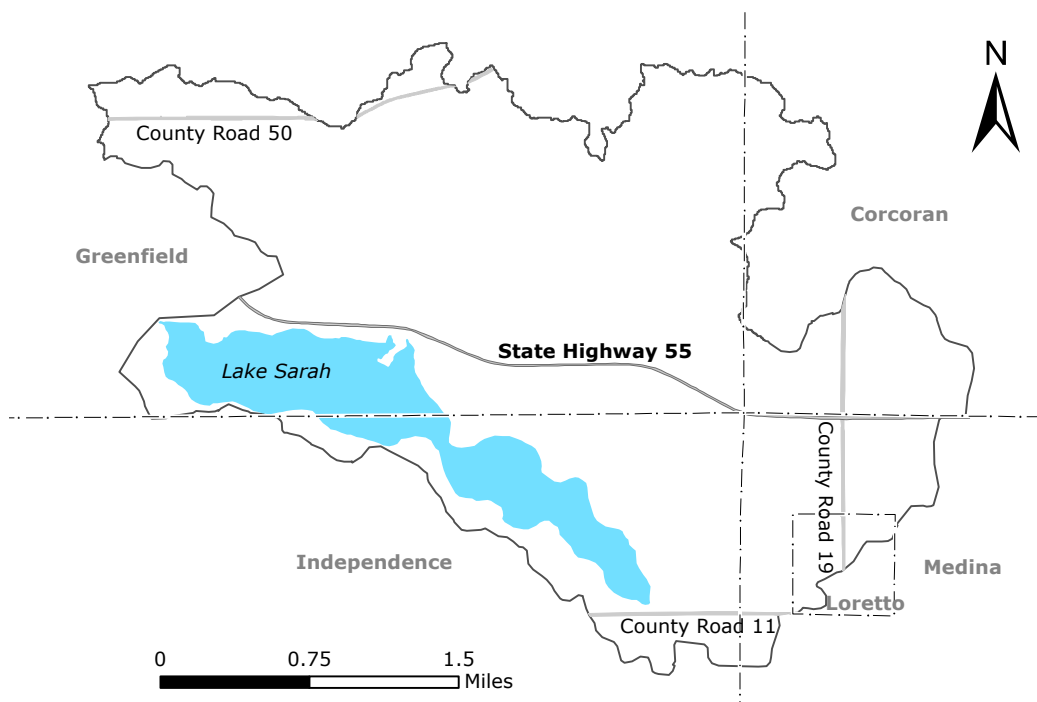 N
County Road 50
Corcoran
Greenfield
State Highway 55
Lake Sarah
County Road 19
Independence
Medina
Loretto
County Road 11
0 0.75 1.5
Miles